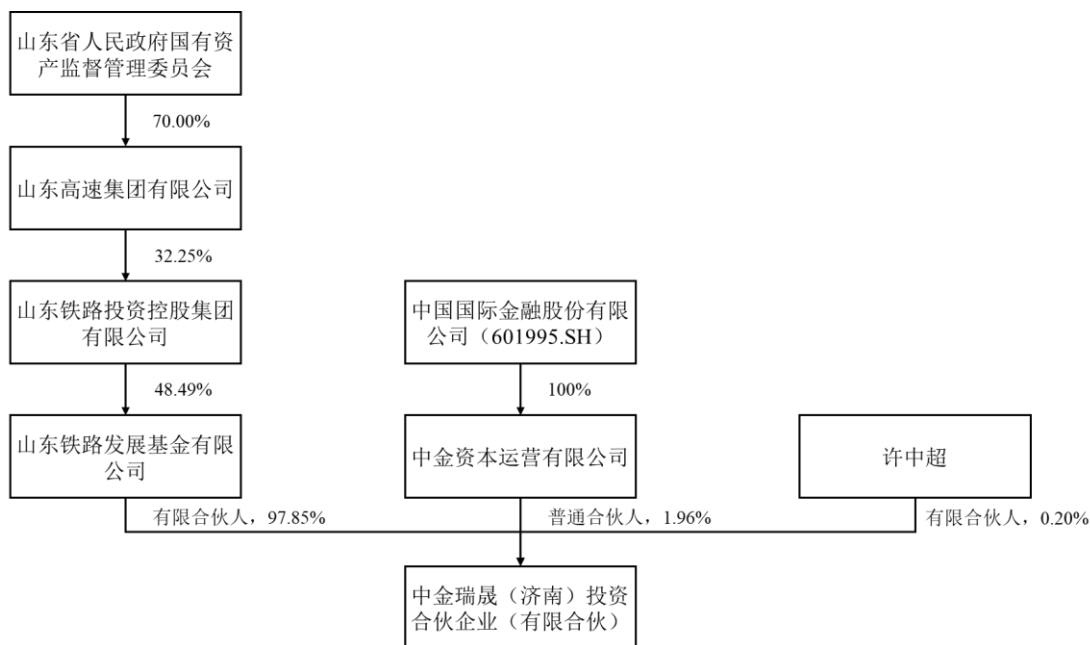 山东省人民政府国有资
产监督管理委员会
70.00%
山东高速集团有限公司
32.25%
山东铁路投资控股集团
有限公司
中国国际金融股份有限
公司（601995.SH）
48.49%
100%
山东铁路发展基金有限
公司
中金资本运营有限公司
许中超
有限合伙人，97.85%
普通合伙人，1.96%
有限合伙人，0.20%
中金瑞晟（济南）投资
合伙企业（有限合伙）